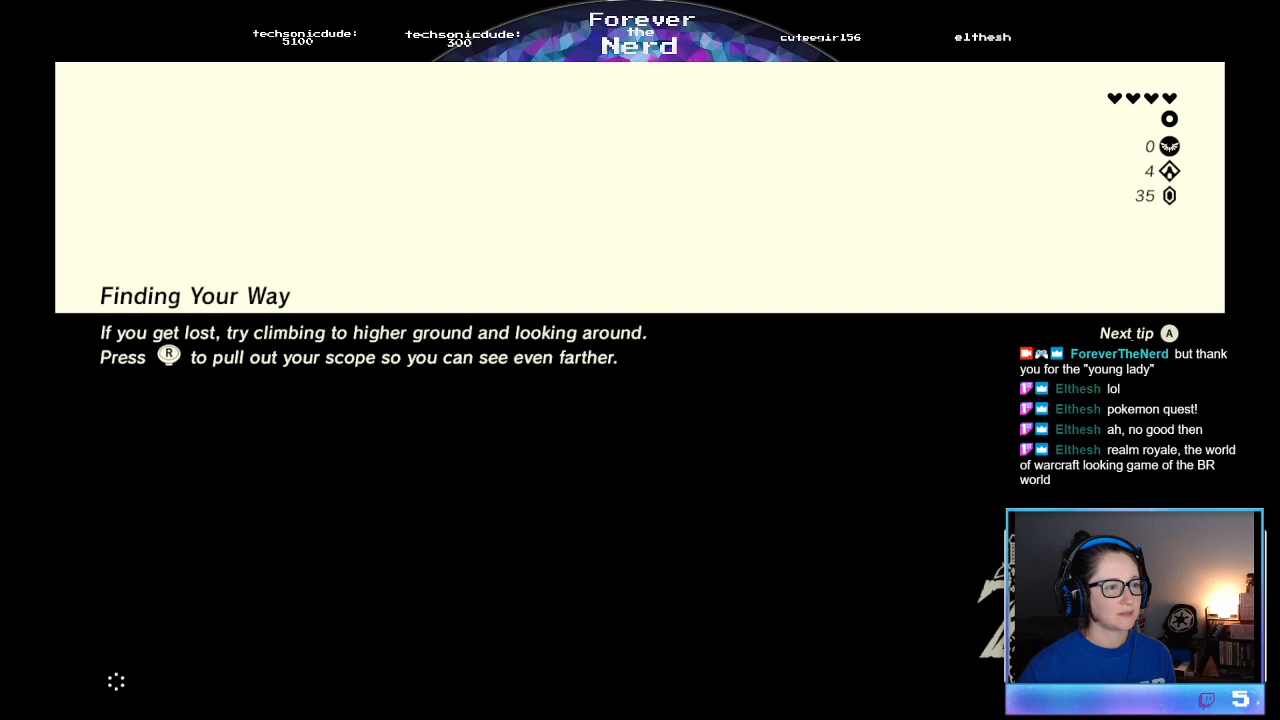 Forever
the
Nerd
techsonicdude:
5100
techsonicdude:
300
cuteegirl56
elthesh
0
4
35
Finding Your Way
If you get lost, try climbing to higher ground and looking around.
Press R to pull out your scope so you can see even farther.
Next tip A
ForeverTheNerd but thank
you for the "young lady"
Elthesh lol
Elthesh pokemon quest!
Elthesh ah, no good then
Elthesh realm royale, the world
of warcraft looking game of the BR
world
5